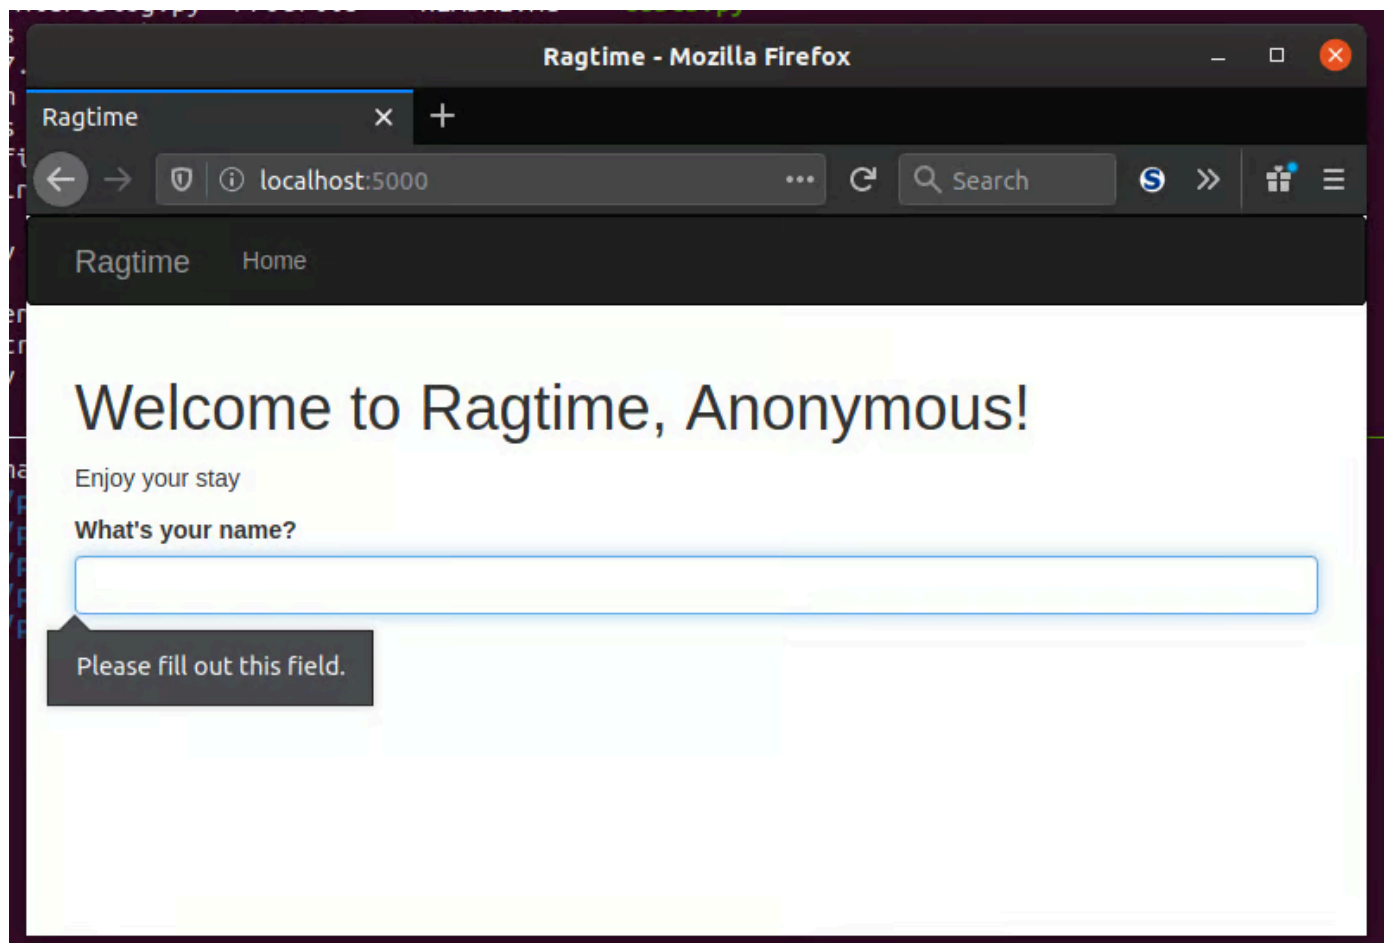 Ragtime - Mozilla Firefox
Ragtime
localhost:5000
Search
Ragtime Home
Welcome to Ragtime, Anonymous!
Enjoy your stay
What's your name?
Please fill out this field.